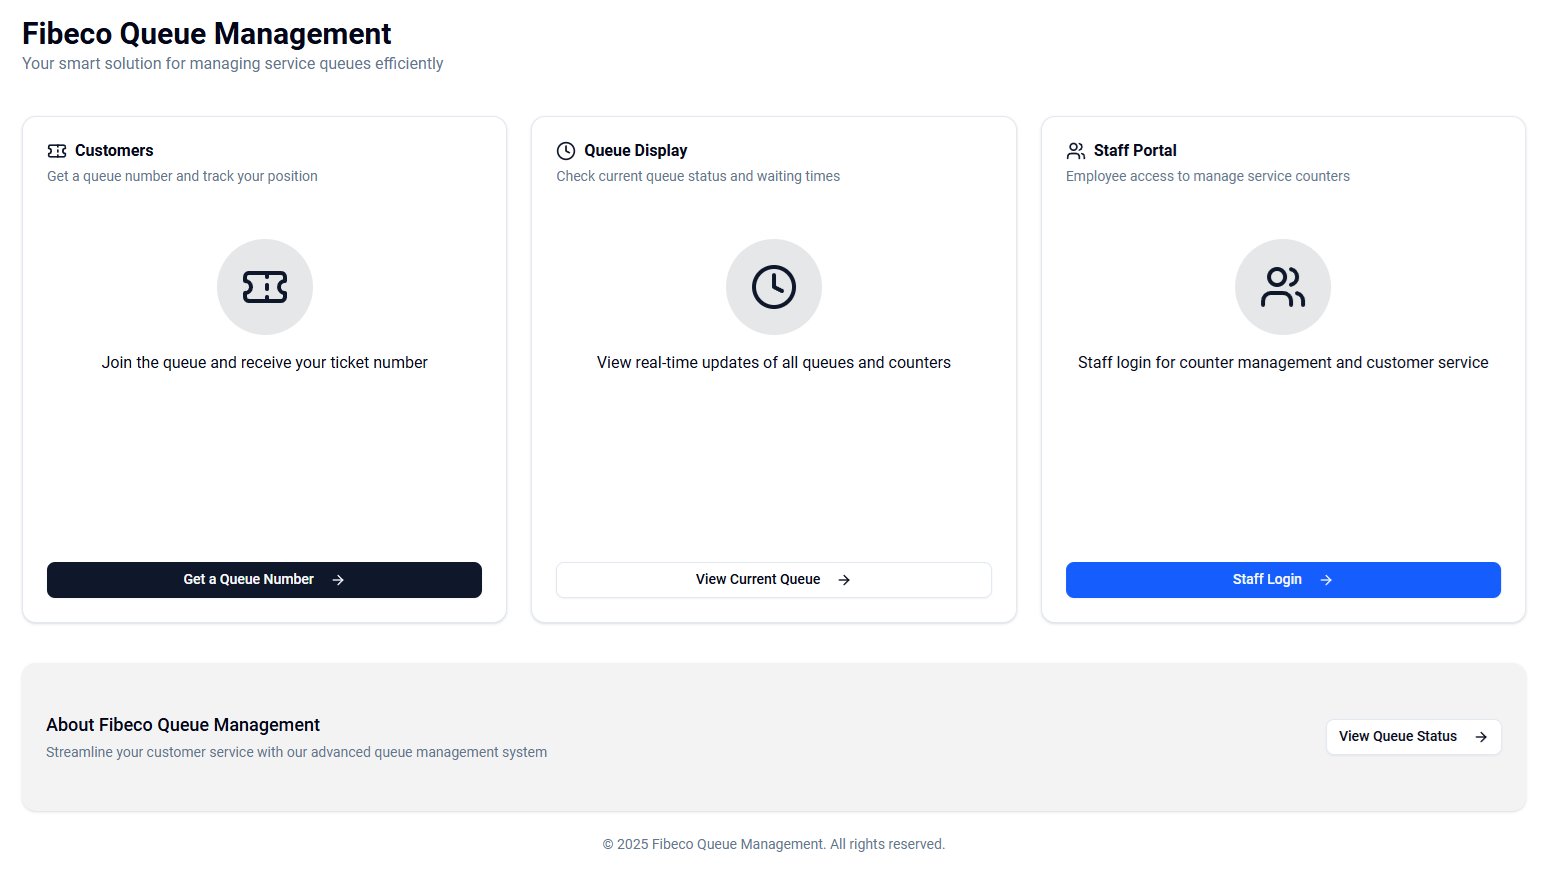 Fibeco Queue Management
Your smart solution for managing service queues efficiently
Customers
Get a queue number and track your position
Join the queue and receive your ticket number
Get a Queue Number
Queue Display
Check current queue status and waiting times
View real-time updates of all queues and counters
View Current Queue
Staff Portal
Employee access to manage service counters
Staff login for counter management and customer service
Staff Login
About Fibeco Queue Management
Streamline your customer service with our advanced queue management system
View Queue Status
© 2025 Fibeco Queue Management. All rights reserved.